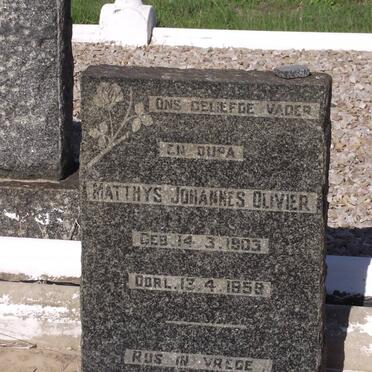 ONS GELIEFDE VADER
EN OUPA
MATTHYS JOHANNES OLIVIER
GEB. 14.3.1903
OORL. 13.4.1959
RUS IN VREDE